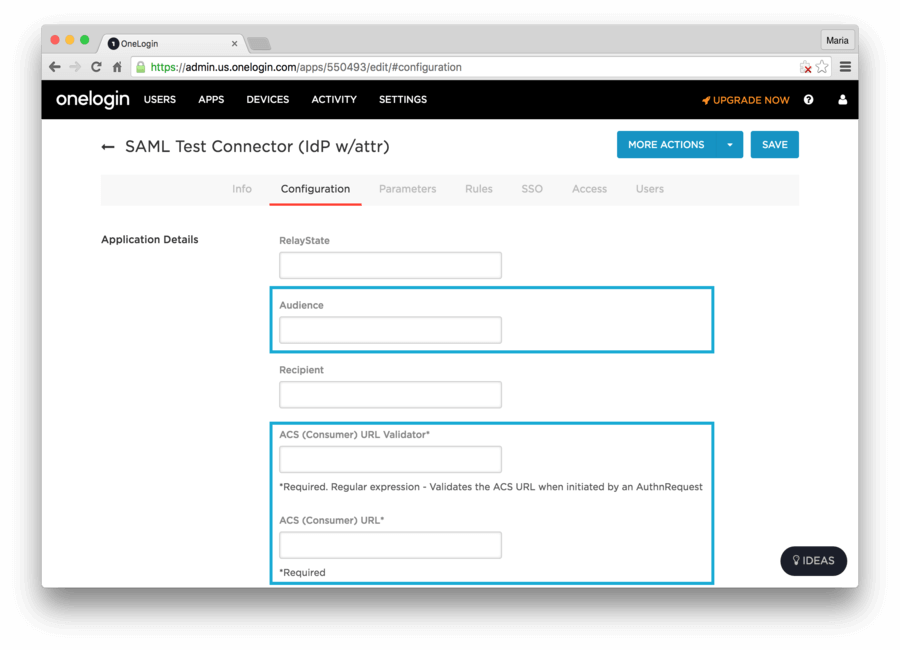 OneLogin
Maria
https://admin.us.onelogin.com/apps/550493/edit/#configuration
onelogin USERS APPS DEVICES ACTIVITY SETTINGS UPGRADE NOW
← SAML Test Connector (IdP w/attr) MORE ACTIONS SAVE
Info Configuration Parameters Rules SSO Access Users
Application Details
RelayState
Audience
Recipient
ACS (Consumer) URL Validator*
*Required. Regular expression - Validates the ACS URL when initiated by an AuthnRequest
ACS (Consumer) URL*
*Required
IDEAS